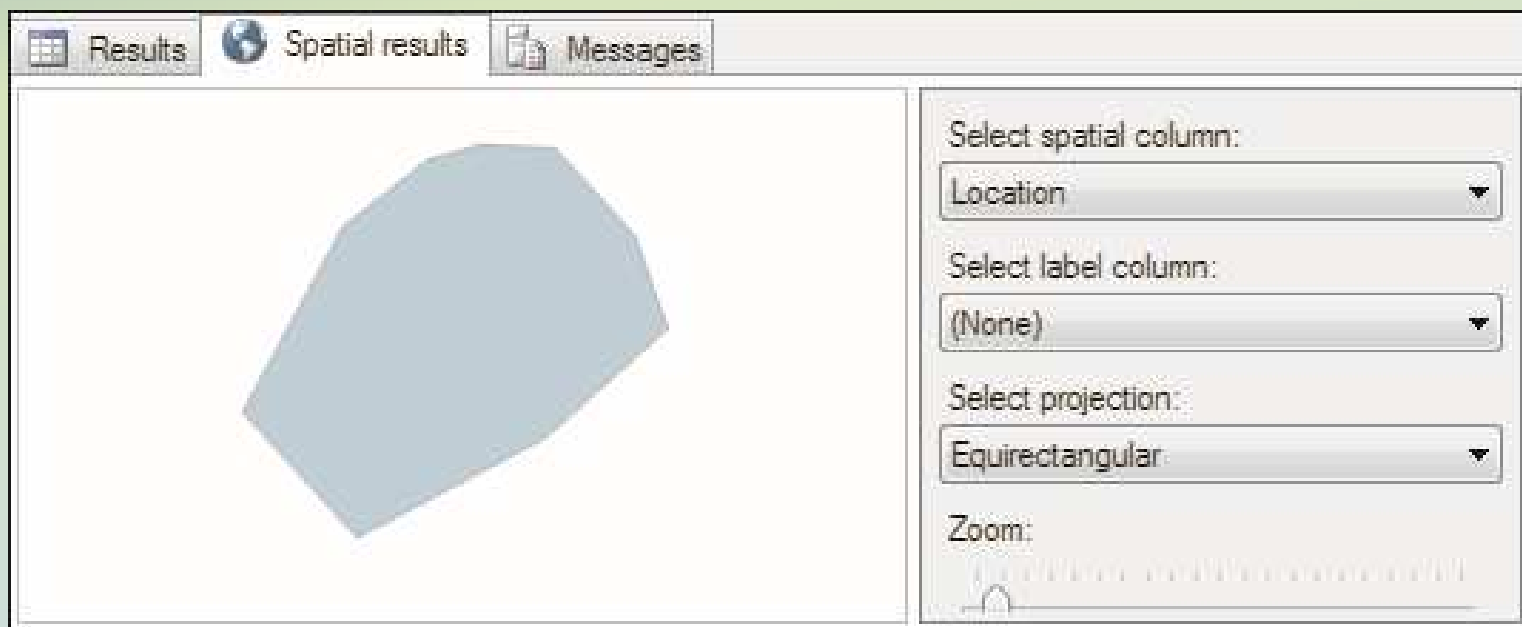 Results Spatial results Messages
Select spatial column:
Location
Select label column:
(None)
Select projection:
Equirectangular
Zoom: